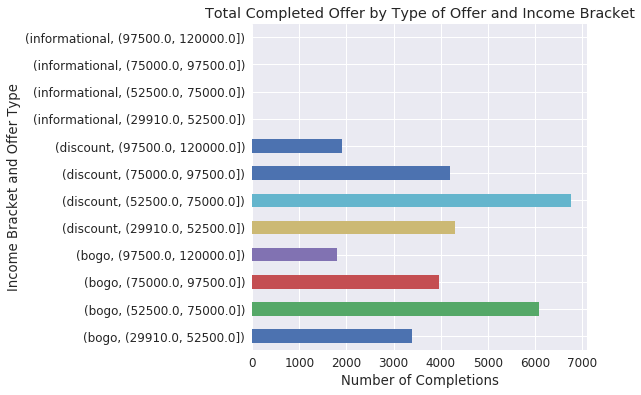 Total Completed Offer by Type of Offer and Income Bracket
Income Bracket and Offer Type
(informational, (97500.0, 120000.0])
(informational, (75000.0, 97500.0])
(informational, (52500.0, 75000.0])
(informational, (29910.0, 52500.0])
(discount, (97500.0, 120000.0])
(discount, (75000.0, 97500.0])
(discount, (52500.0, 75000.0])
(discount, (29910.0, 52500.0])
(bogo, (97500.0, 120000.0])
(bogo, (75000.0, 97500.0])
(bogo, (52500.0, 75000.0])
(bogo, (29910.0, 52500.0])
0 1000 2000 3000 4000 5000 6000 7000
Number of Completions